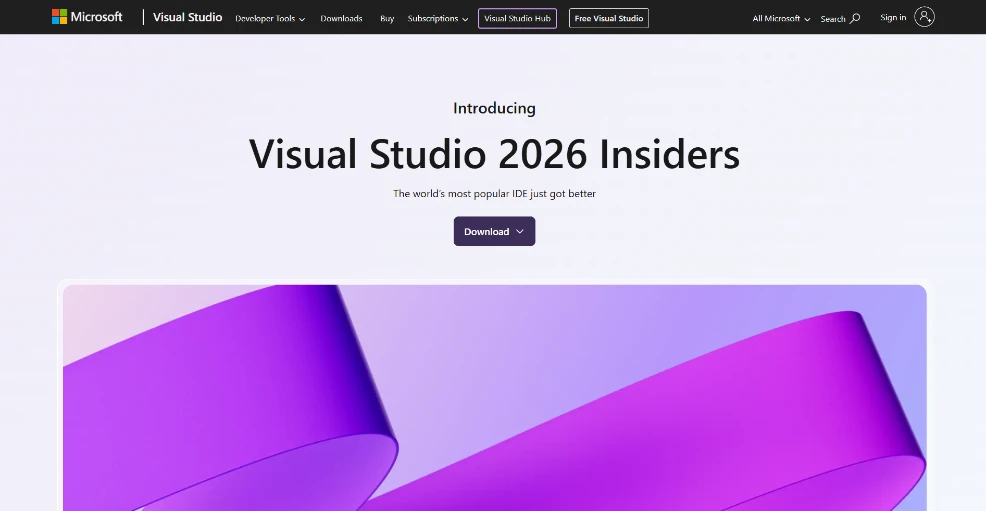 Microsoft Visual Studio Developer Tools Downloads Buy Subscriptions Visual Studio Hub Free Visual Studio All Microsoft Search Sign in
Introducing
Visual Studio 2026 Insiders
The world's most popular IDE just got better
Download